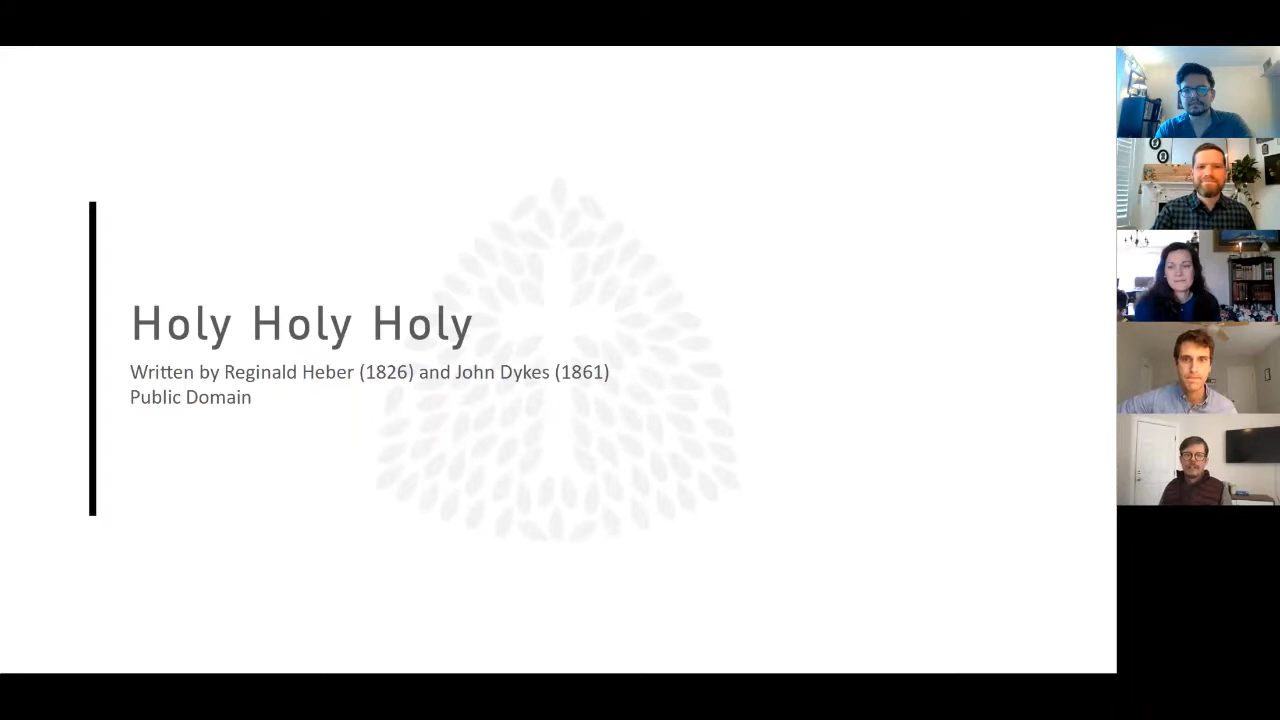 Holy Holy Holy
Written by Reginald Heber (1826) and John Dykes (1861)
Public Domain